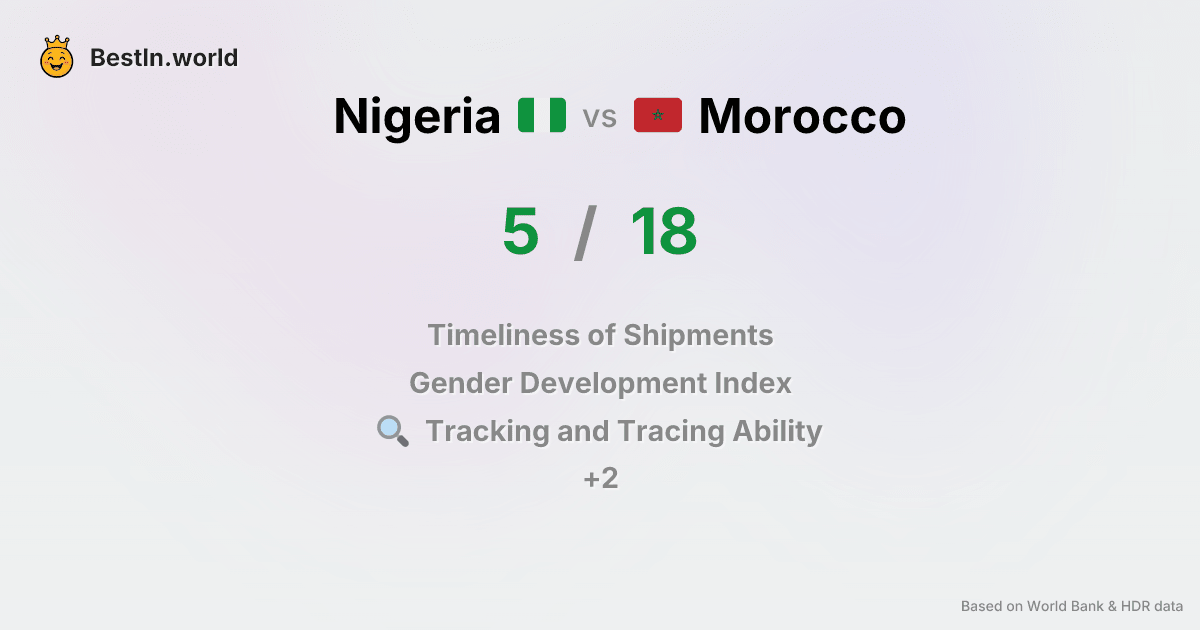 BestIn.world
Nigeria vs Morocco
5 / 18
Timeliness of Shipments
Gender Development Index
Tracking and Tracing Ability
+2
Based on World Bank & HDR data